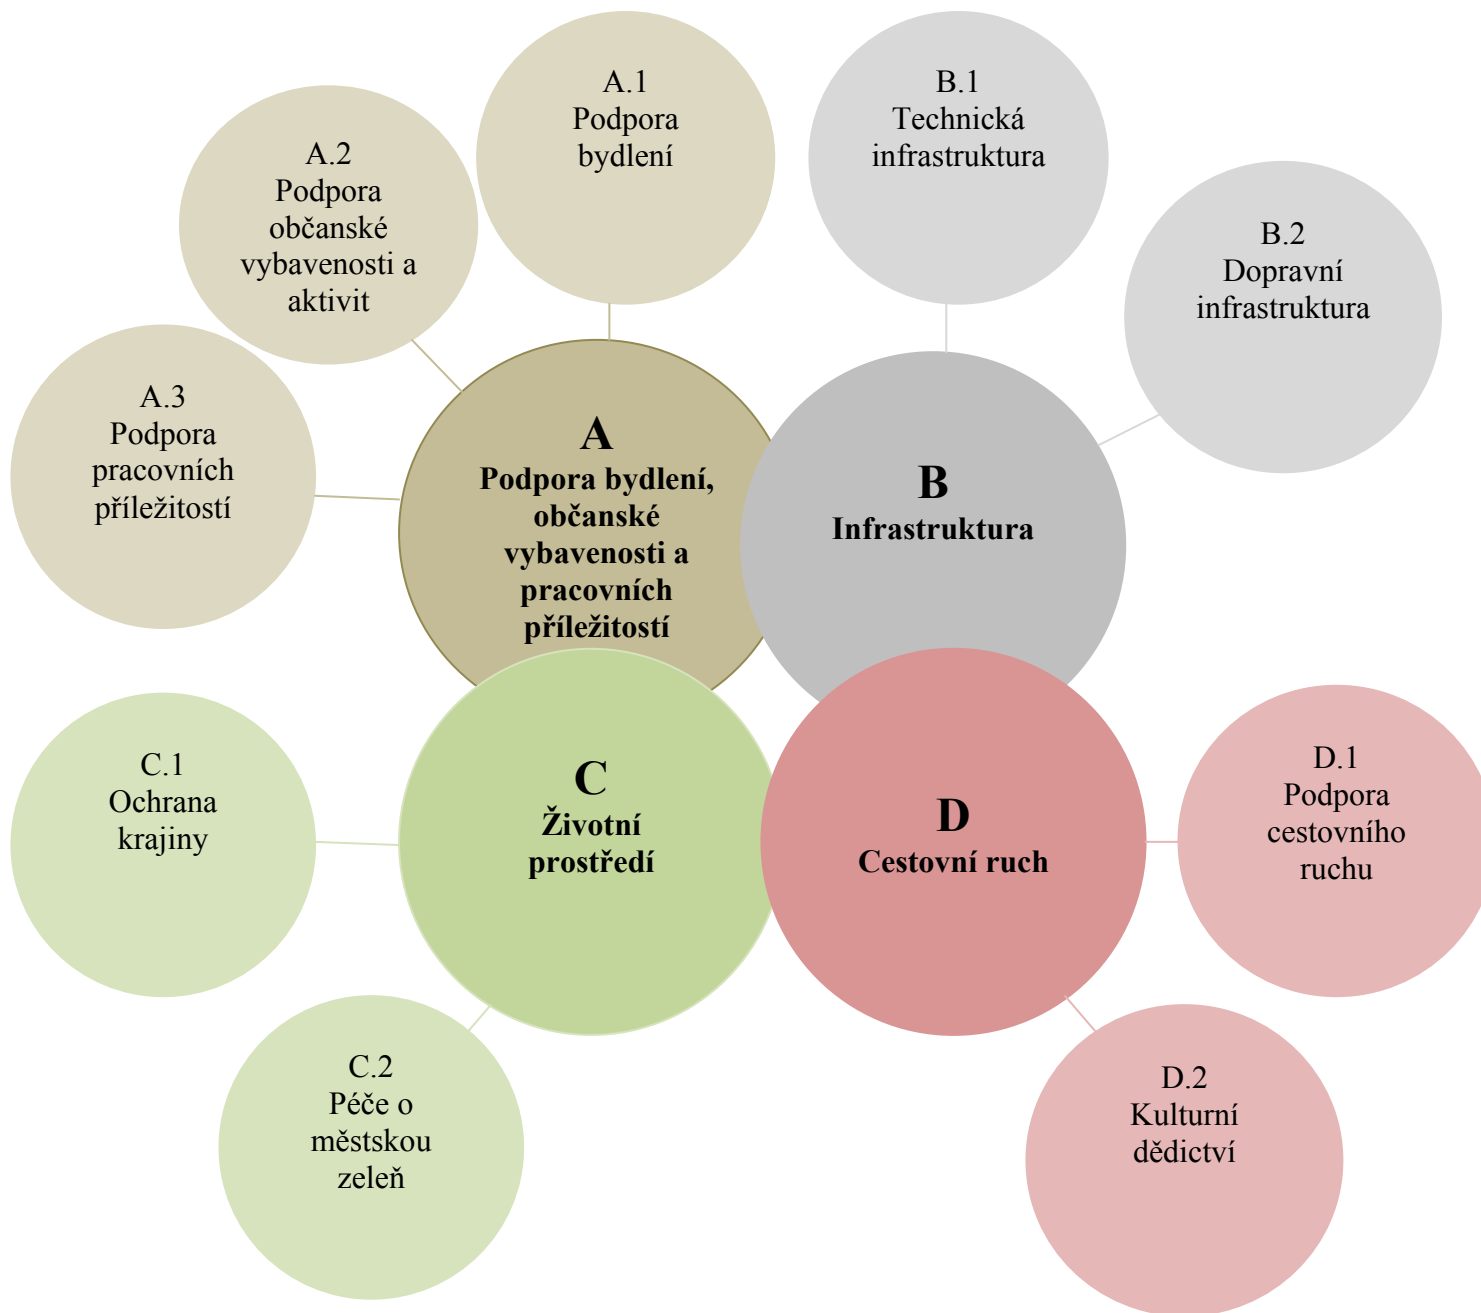 A.1
Podpora
bydlení
A.2
Podpora
občanské
vybavenosti a
aktivit
A.3
Podpora
pracovních
příležitostí
A
Podpora bydlení,
občanské
vybavenosti a
pracovních
příležitostí
B.1
Technická
infrastruktura
B.2
Dopravní
infrastruktura
B
Infrastruktura
C.1
Ochrana
krajiny
C
Životní
prostředí
C.2
Péče o
městskou
zeleň
D
Cestovní ruch
D.1
Podpora
cestovního
ruchu
D.2
Kulturní
dědictví